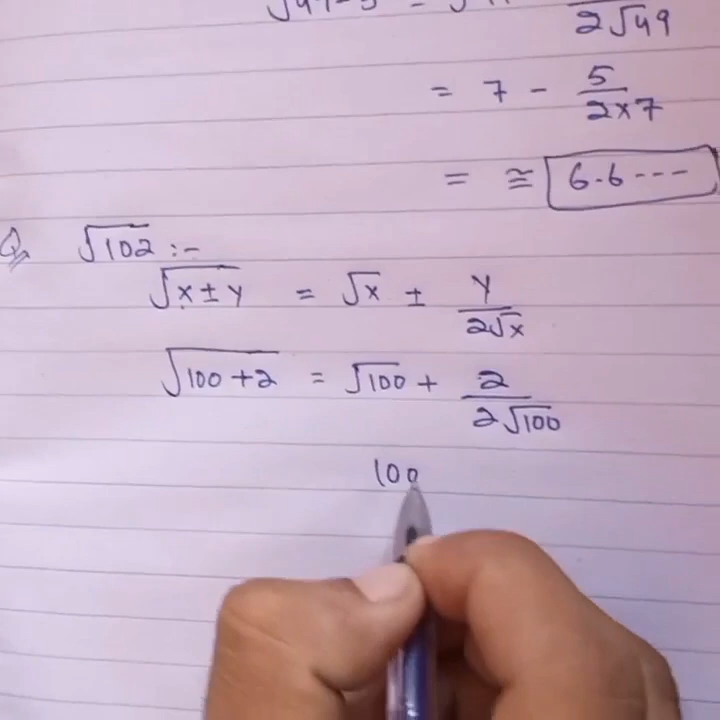 2√49
= 7 - 5/2×7
= ≅ 6.6---
Q √102 :-
√x±y = √x ± y/2√x
√100+2 = √100 + 2/2√100
100